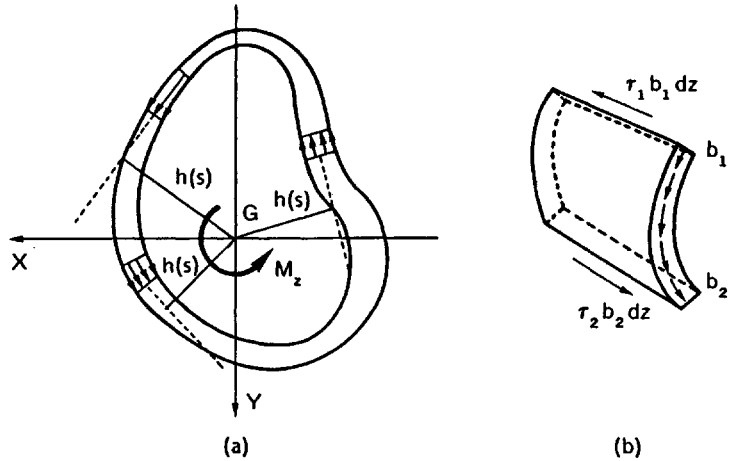 h(s)
G
h(s)
X
h(s)
M_z
Y
(a)
τ₁ b₁ dz
b₁
b₂
τ₂ b₂ dz
(b)